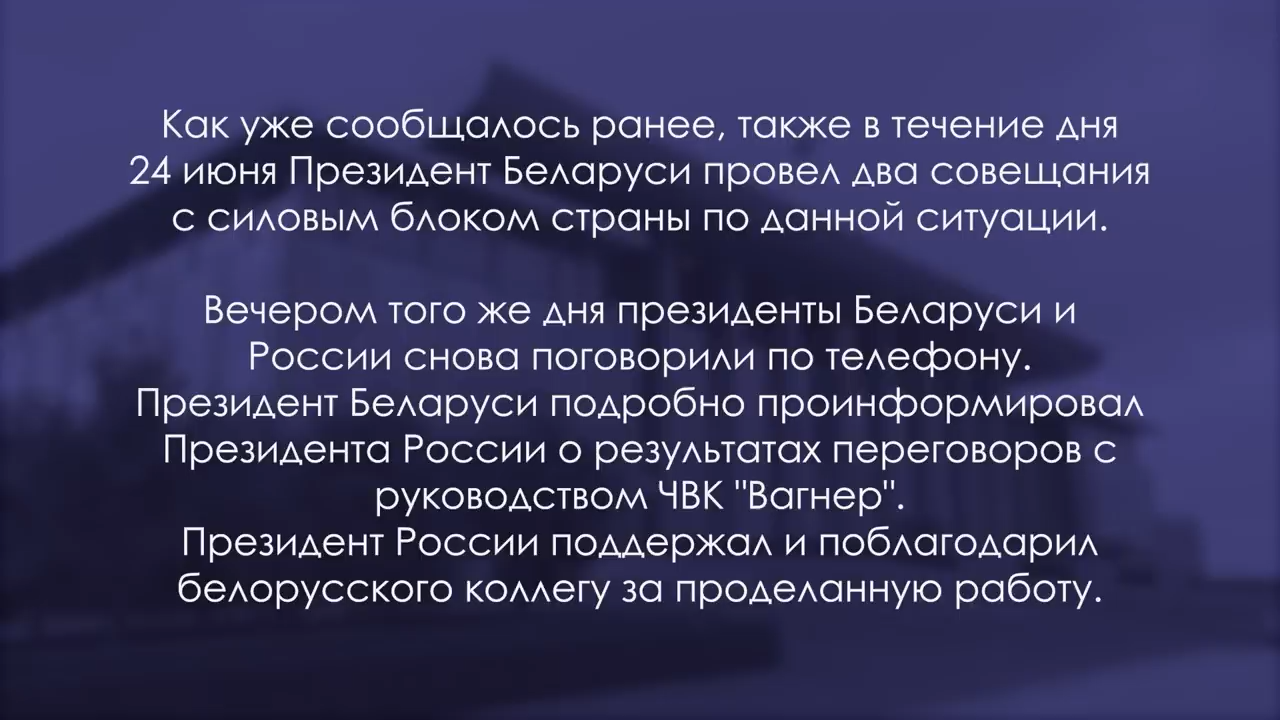 Как уже сообщалось ранее, также в течение дня
24 июня Президент Беларуси провел два совещания
с силовым блоком страны по данной ситуации.
Вечером того же дня президенты Беларуси и
России снова поговорили по телефону.
Президент Беларуси подробно проинформировал
Президента России о результатах переговоров с
руководством ЧВК "Вагнер".
Президент России поддержал и поблагодарил
белорусского коллегу за проделанную работу.